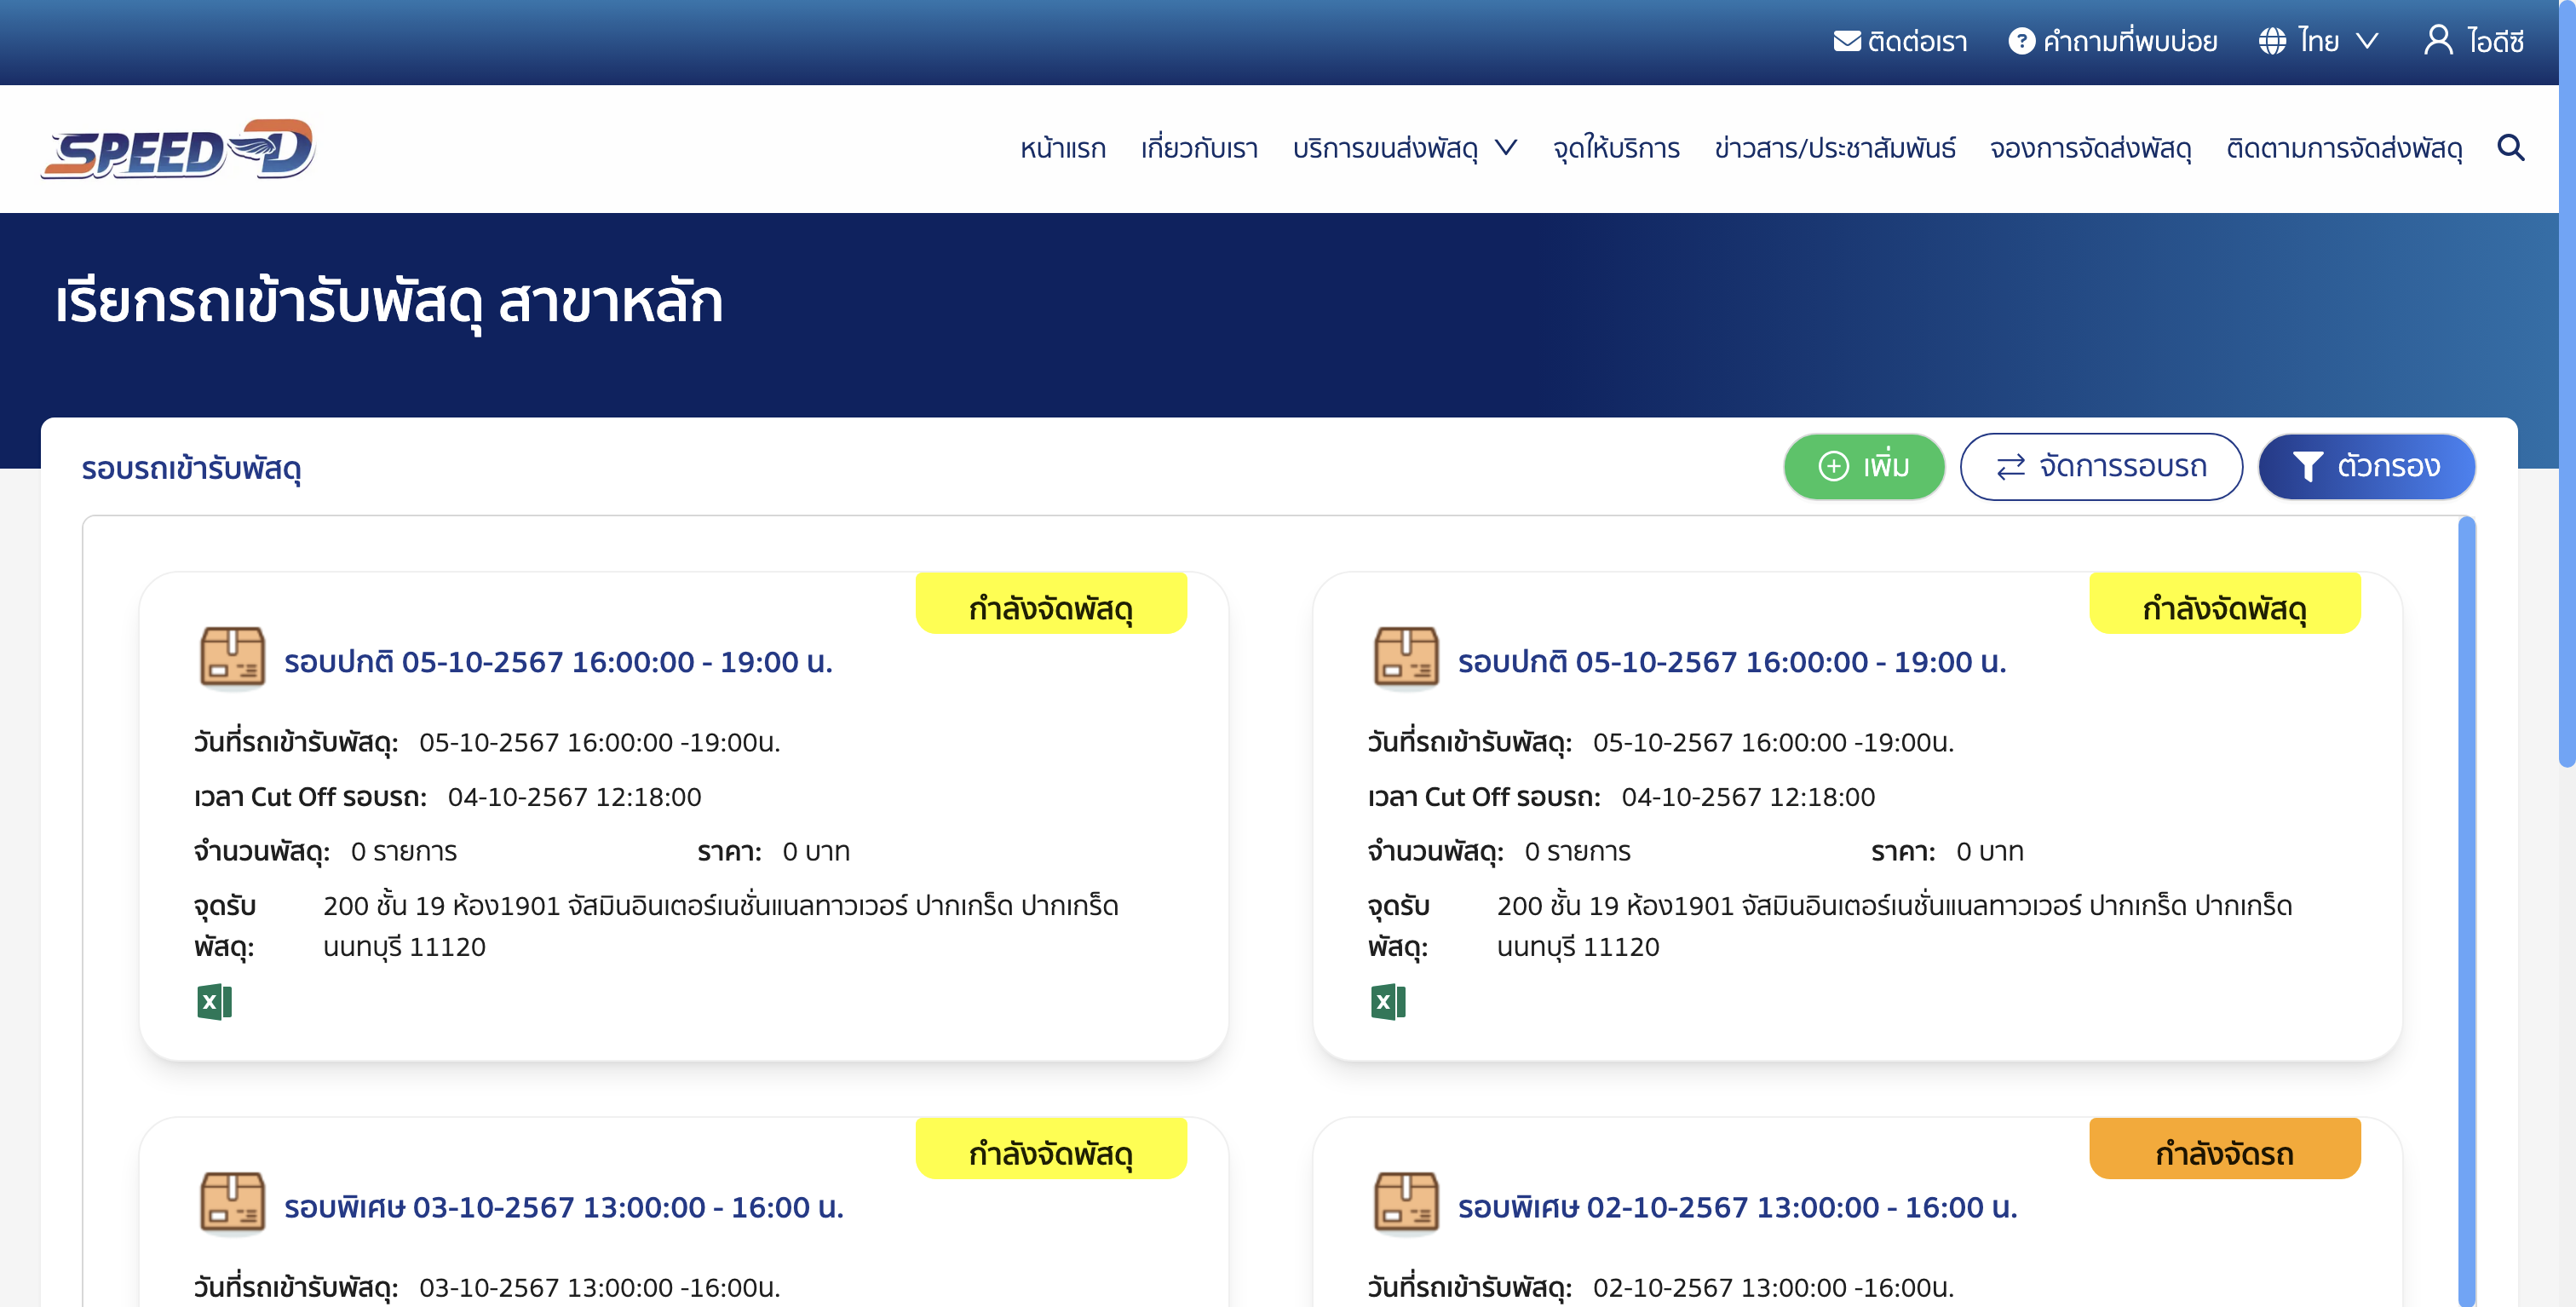 ติดต่อเรา คำถามที่พบบ่อย ไทย ไอดีซี
SPEED-D
หน้าแรก เกี่ยวกับเรา บริการขนส่งพัสดุ จุดให้บริการ ข่าวสาร/ประชาสัมพันธ์ จองการจัดส่งพัสดุ ติดตามการจัดส่งพัสดุ
เรียกรถเข้ารับพัสดุ สาขาหลัก
รอบรถเข้ารับพัสดุ
เพิ่ม จัดการรอบรถ ตัวกรอง
กำลังจัดพัสดุ
รอบปกติ 05-10-2567 16:00:00 - 19:00 น.
วันที่รถเข้ารับพัสดุ: 05-10-2567 16:00:00 -19:00น.
เวลา Cut Off รอบรถ: 04-10-2567 12:18:00
จำนวนพัสดุ: 0 รายการ ราคา: 0 บาท
จุดรับพัสดุ: 200 ชั้น 19 ห้อง1901 จัสมินอินเตอร์เนชั่นแนลทาวเวอร์ ปากเกร็ด ปากเกร็ด
นนทบุรี 11120
กำลังจัดพัสดุ
รอบปกติ 05-10-2567 16:00:00 - 19:00 น.
วันที่รถเข้ารับพัสดุ: 05-10-2567 16:00:00 -19:00น.
เวลา Cut Off รอบรถ: 04-10-2567 12:18:00
จำนวนพัสดุ: 0 รายการ ราคา: 0 บาท
จุดรับพัสดุ: 200 ชั้น 19 ห้อง1901 จัสมินอินเตอร์เนชั่นแนลทาวเวอร์ ปากเกร็ด ปากเกร็ด
นนทบุรี 11120
กำลังจัดพัสดุ
รอบพิเศษ 03-10-2567 13:00:00 - 16:00 น.
วันที่รถเข้ารับพัสดุ: 03-10-2567 13:00:00 -16:00น.
กำลังจัดรถ
รอบพิเศษ 02-10-2567 13:00:00 - 16:00 น.
วันที่รถเข้ารับพัสดุ: 02-10-2567 13:00:00 -16:00น.